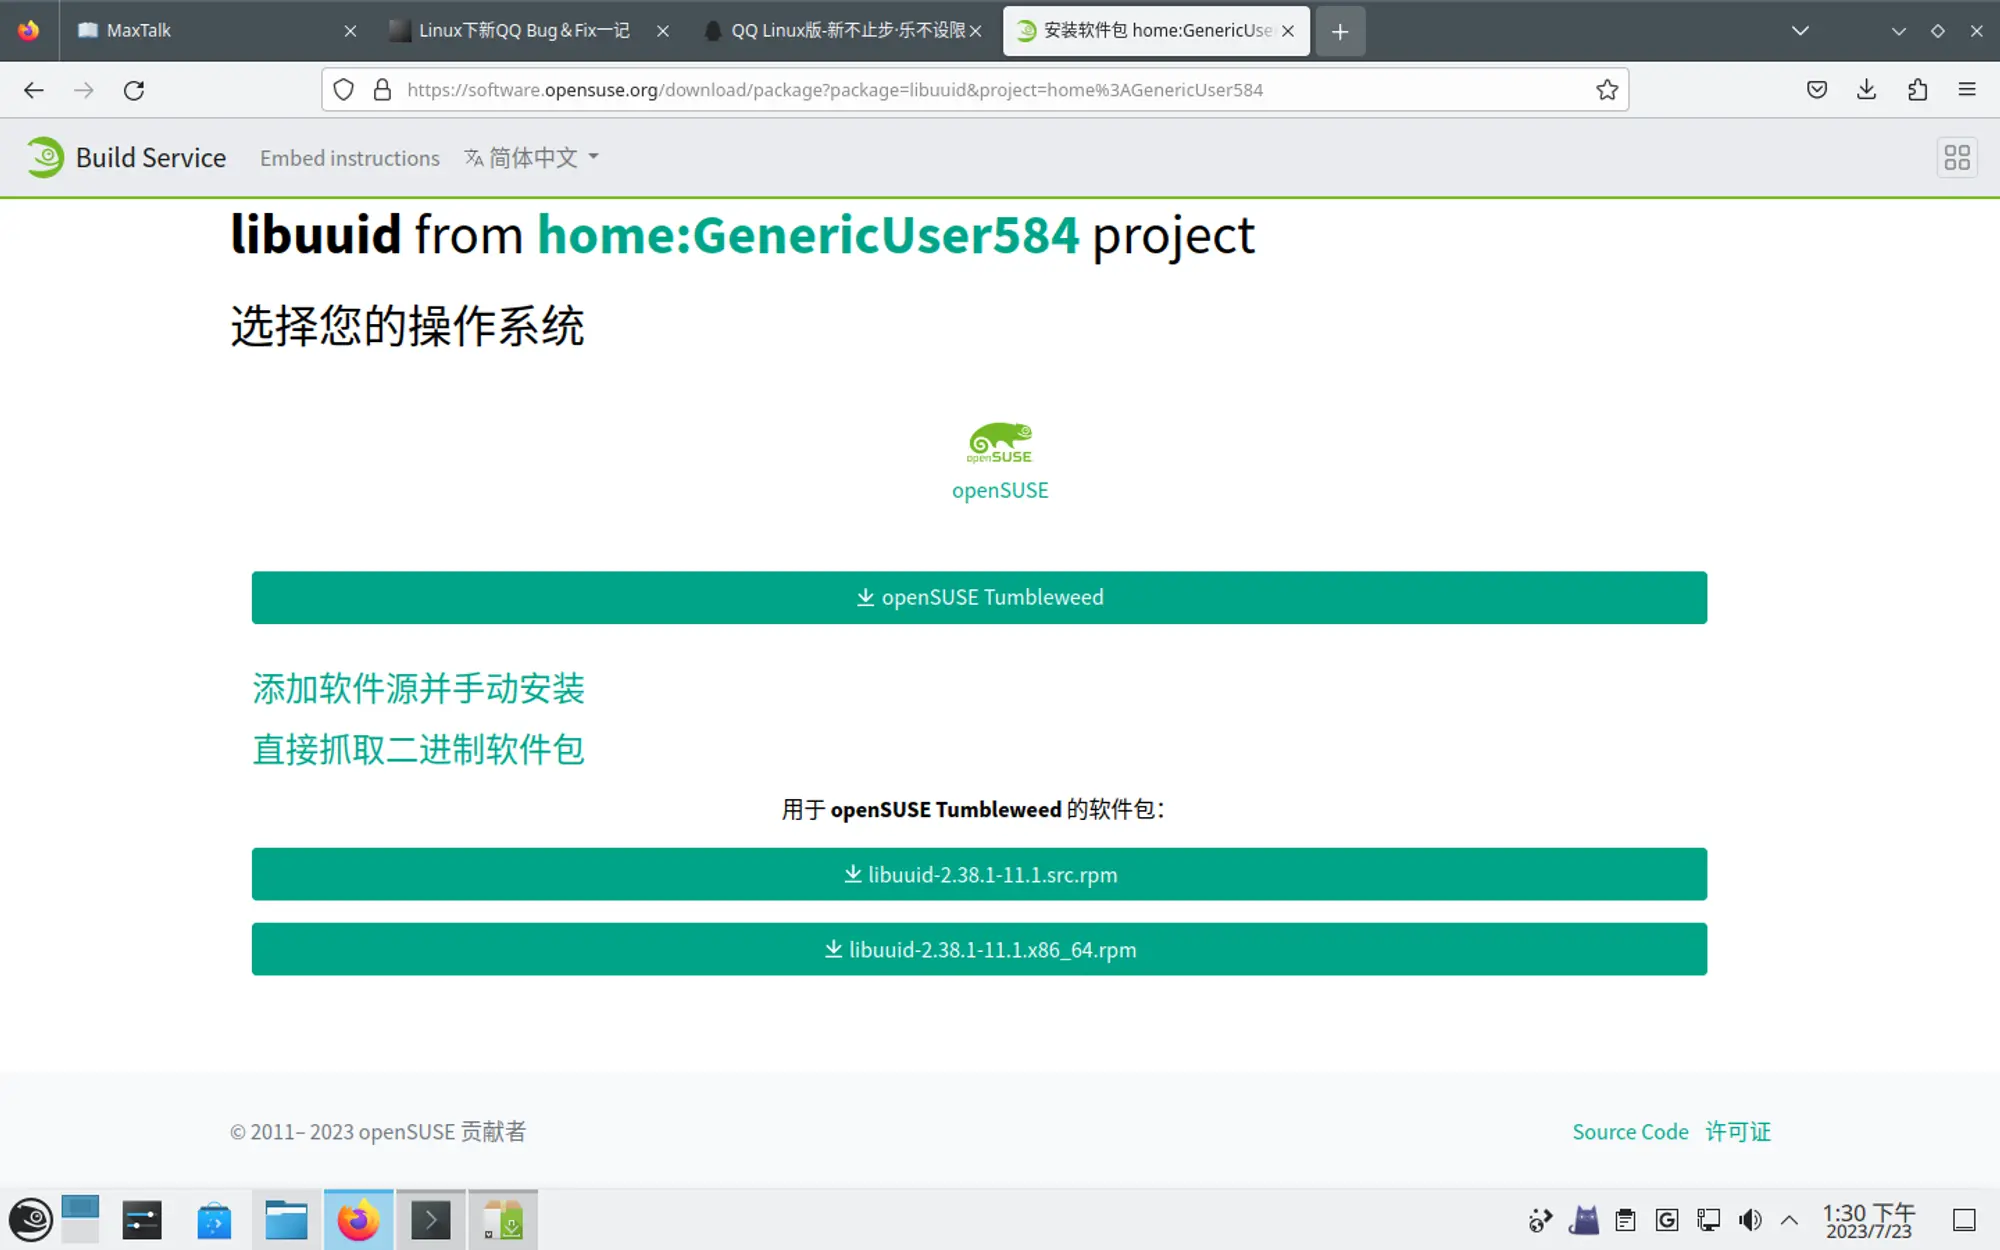 MaxTalk
Linux下新QQ Bug＆Fix一记
QQ Linux版-新不止步·乐不设限
安装软件包 home:GenericUse
https://software.opensuse.org/download/package?package=libuuid&project=home%3AGenericUser584
Build Service
Embed instructions
简体中文
libuuid from home:GenericUser584 project
选择您的操作系统
openSUSE
openSUSE
openSUSE Tumbleweed
添加软件源并手动安装
直接抓取二进制软件包
用于 openSUSE Tumbleweed 的软件包：
libuuid-2.38.1-11.1.src.rpm
libuuid-2.38.1-11.1.x86_64.rpm
© 2011– 2023 openSUSE 贡献者
Source Code 许可证
1:30 下午
2023/7/23